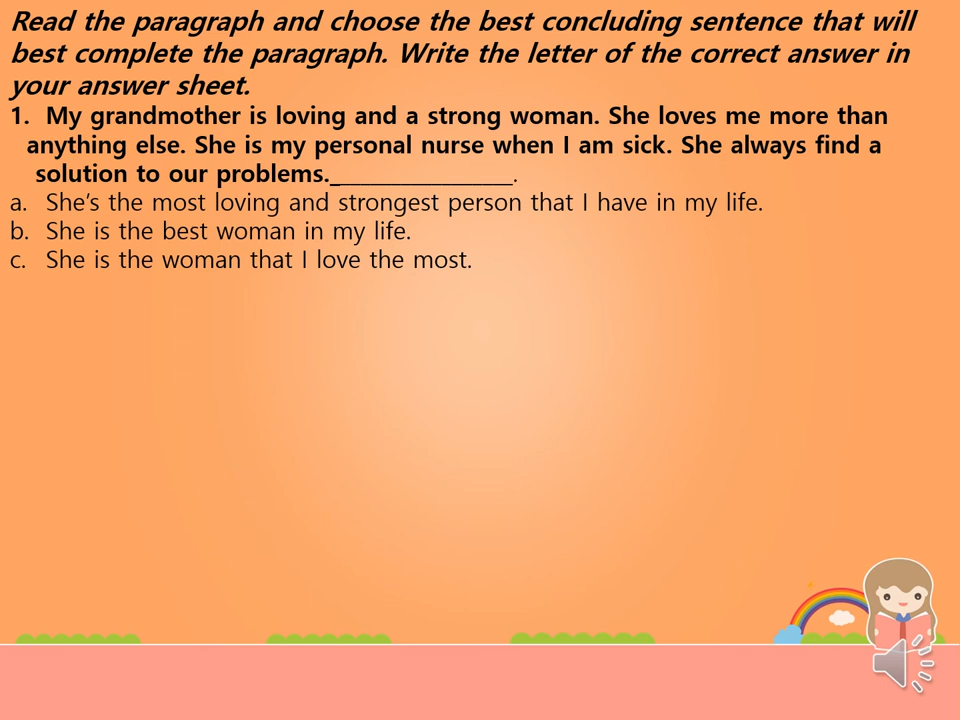 Read the paragraph and choose the best concluding sentence that will
best complete the paragraph. Write the letter of the correct answer in
your answer sheet.
1. My grandmother is loving and a strong woman. She loves me more than
anything else. She is my personal nurse when I am sick. She always find a
solution to our problems.__________________.
a. She’s the most loving and strongest person that I have in my life.
b. She is the best woman in my life.
c. She is the woman that I love the most.